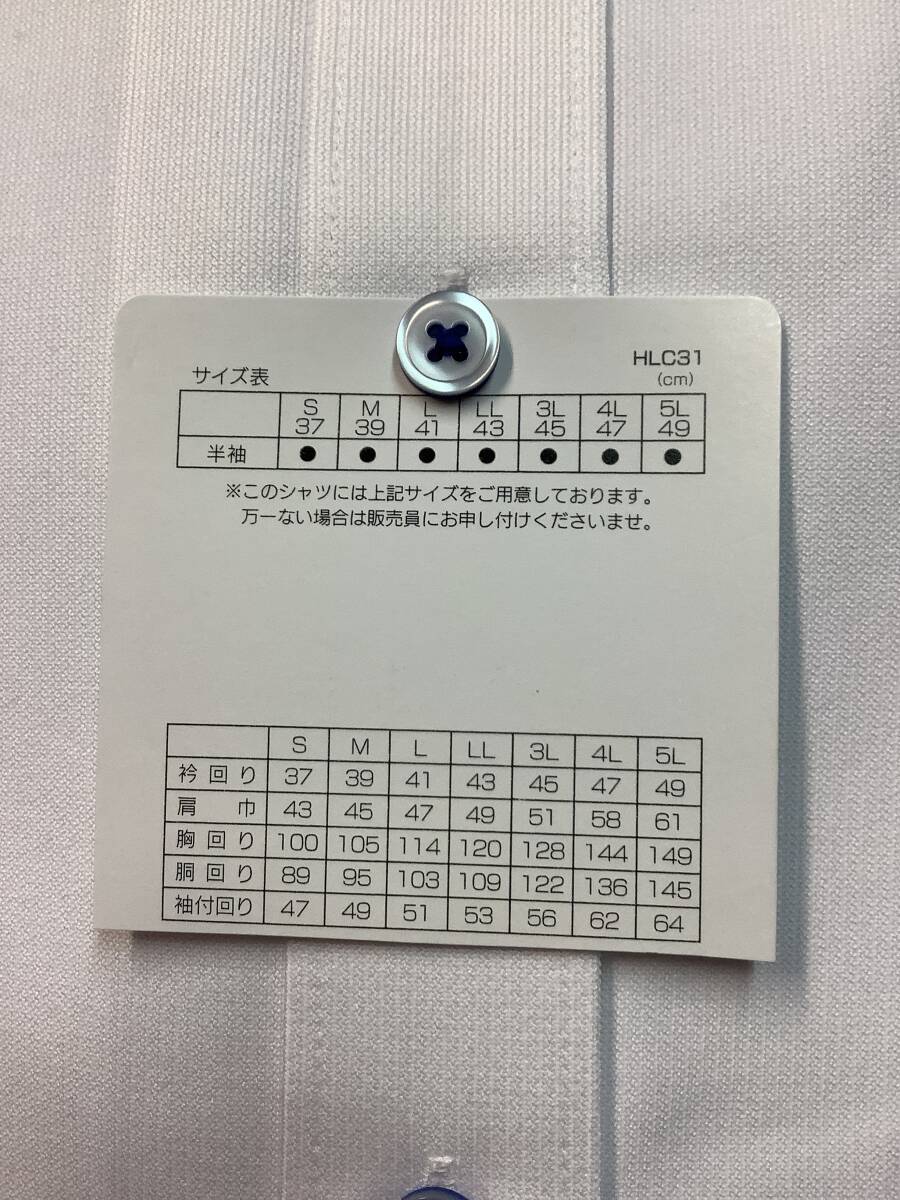 HLC31
サイズ表 (cm)
S M L LL 3L 4L 5L
37 39 41 43 45 47 49
半袖 ● ● ● ● ● ● ●
※このシャツには上記サイズをご用意しております。
万一ない場合は販売員にお申し付けくださいませ。
S M L LL 3L 4L 5L
衿回り 37 39 41 43 45 47 49
肩巾 43 45 47 49 51 58 61
胸回り 100 105 114 120 128 144 149
胴回り 89 95 103 109 122 136 145
袖付回り 47 49 51 53 56 62 64